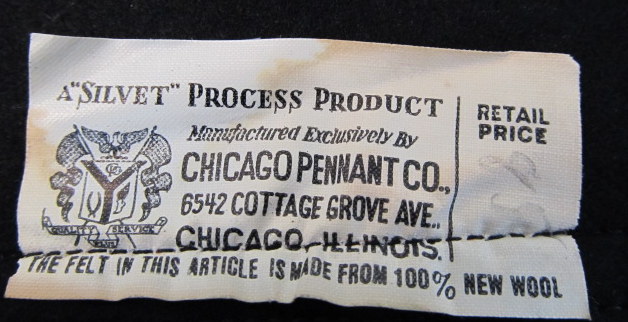 A "SILVET" PROCESS PRODUCT
Manufactured Exclusively By
CHICAGO PENNANT CO.,
6542 COTTAGE GROVE AVE.,
CHICAGO, ILLINOIS.
RETAIL
PRICE
QUALITY SERVICE
THE FELT IN THIS ARTICLE IS MADE FROM 100% NEW WOOL